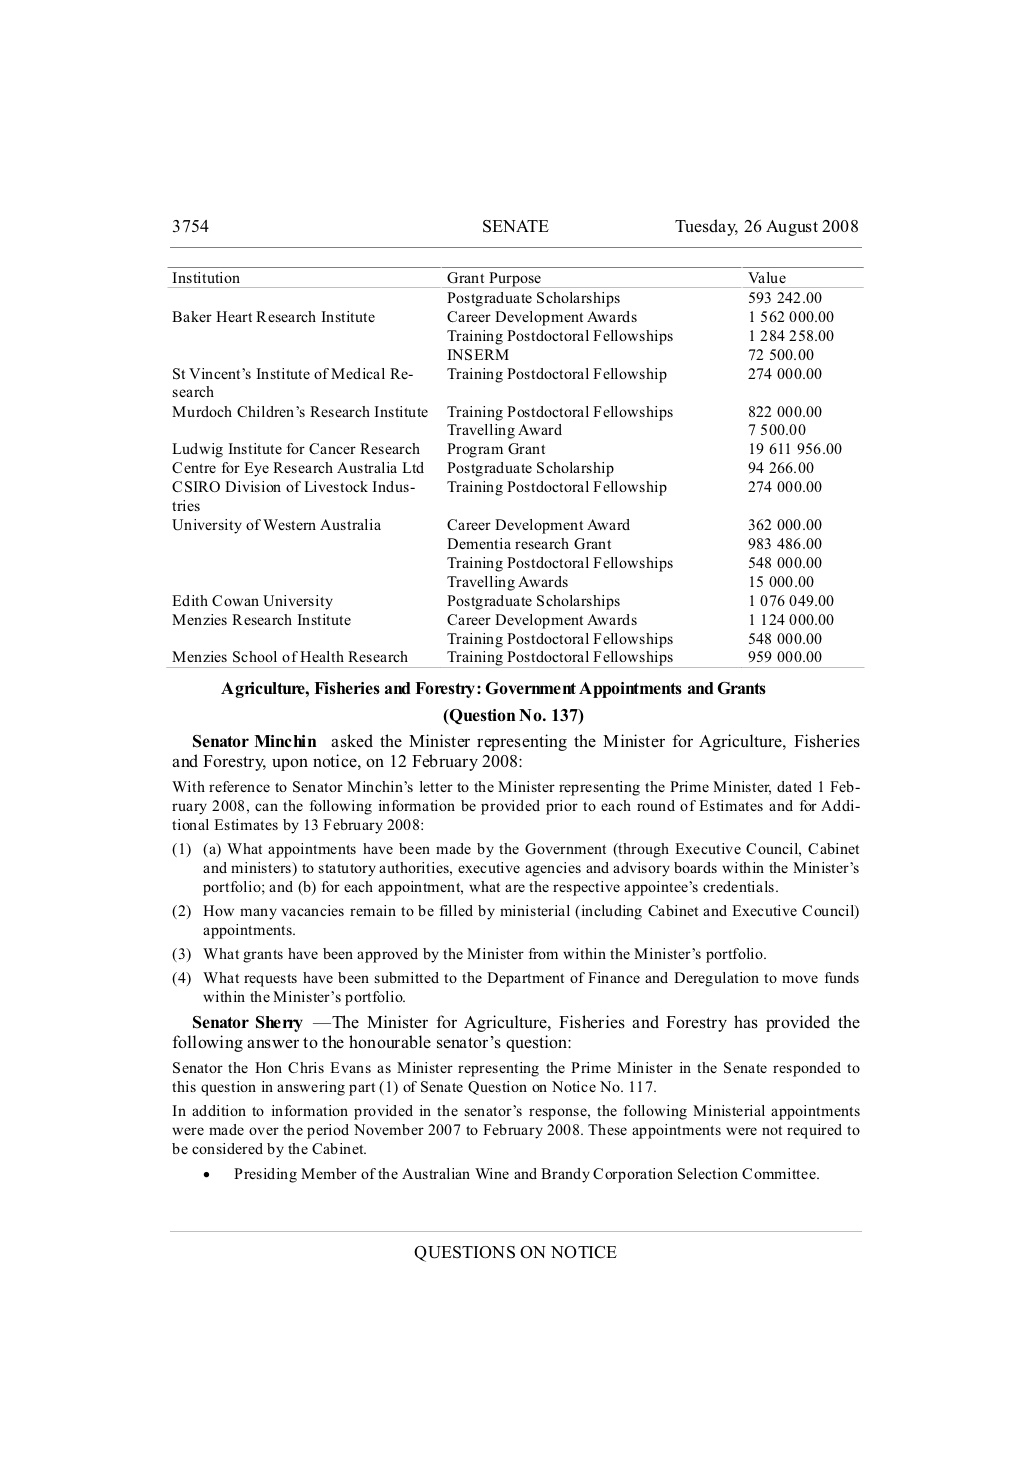 3754 SENATE Tuesday, 26 August 2008
Institution Grant Purpose Value
Postgraduate Scholarships 593 242.00
Baker Heart Research Institute Career Development Awards 1 562 000.00
Training Postdoctoral Fellowships 1 284 258.00
INSERM 72 500.00
St Vincent's Institute of Medical Re- Training Postdoctoral Fellowship 274 000.00
search
Murdoch Children's Research Institute Training Postdoctoral Fellowships 822 000.00
Travelling Award 7 500.00
Ludwig Institute for Cancer Research Program Grant 19 611 956.00
Centre for Eye Research Australia Ltd Postgraduate Scholarship 94 266.00
CSIRO Division of Livestock Indus- Training Postdoctoral Fellowship 274 000.00
tries
University of Western Australia Career Development Award 362 000.00
Dementia research Grant 983 486.00
Training Postdoctoral Fellowships 548 000.00
Travelling Awards 15 000.00
Edith Cowan University Postgraduate Scholarships 1 076 049.00
Menzies Research Institute Career Development Awards 1 124 000.00
Training Postdoctoral Fellowships 548 000.00
Menzies School of Health Research Training Postdoctoral Fellowships 959 000.00
Agriculture, Fisheries and Forestry: Government Appointments and Grants
(Question No. 137)
Senator Minchin asked the Minister representing the Minister for Agriculture, Fisheries
and Forestry, upon notice, on 12 February 2008:
With reference to Senator Minchin's letter to the Minister representing the Prime Minister, dated 1 Feb-
ruary 2008, can the following information be provided prior to each round of Estimates and for Addi-
tional Estimates by 13 February 2008:
(1) (a) What appointments have been made by the Government (through Executive Council, Cabinet
and ministers) to statutory authorities, executive agencies and advisory boards within the Minister's
portfolio; and (b) for each appointment, what are the respective appointee's credentials.
(2) How many vacancies remain to be filled by ministerial (including Cabinet and Executive Council)
appointments.
(3) What grants have been approved by the Minister from within the Minister's portfolio.
(4) What requests have been submitted to the Department of Finance and Deregulation to move funds
within the Minister's portfolio.
Senator Sherry —The Minister for Agriculture, Fisheries and Forestry has provided the
following answer to the honourable senator's question:
Senator the Hon Chris Evans as Minister representing the Prime Minister in the Senate responded to
this question in answering part (1) of Senate Question on Notice No. 117.
In addition to information provided in the senator's response, the following Ministerial appointments
were made over the period November 2007 to February 2008. These appointments were not required to
be considered by the Cabinet.
• Presiding Member of the Australian Wine and Brandy Corporation Selection Committee.
QUESTIONS ON NOTICE